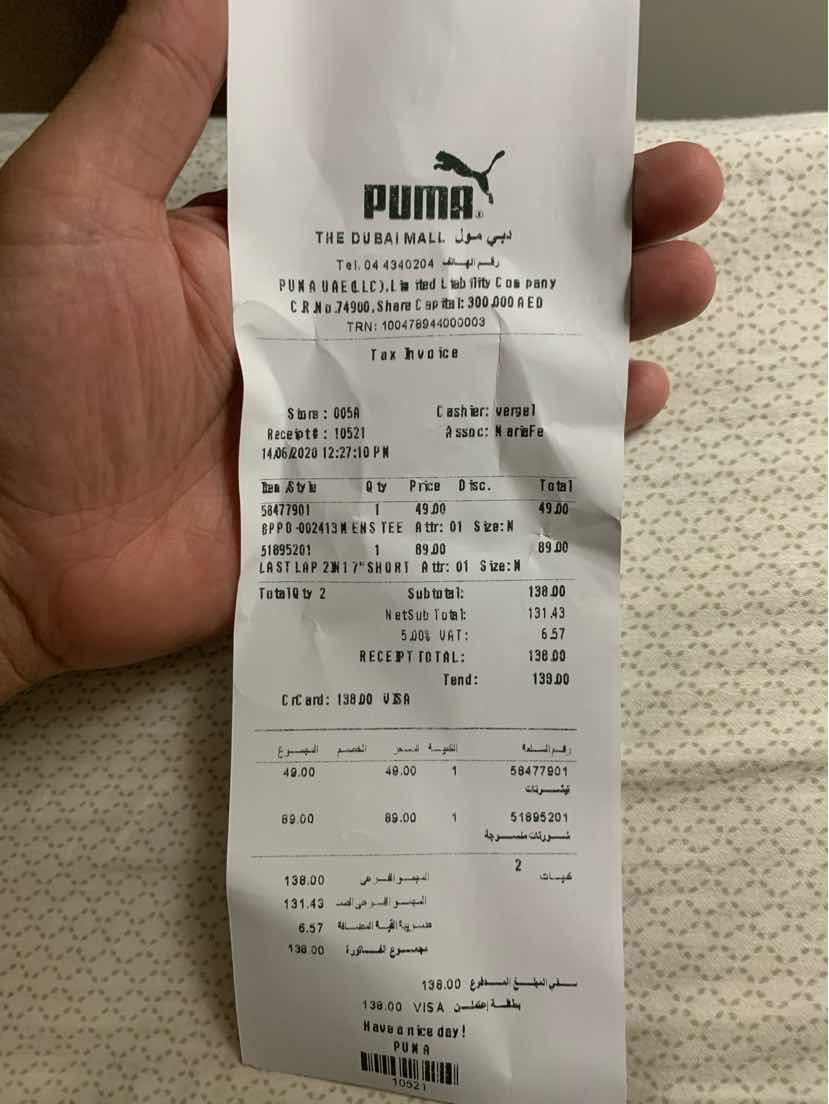 PUMA
THE DUBAI MALL دبي مول
Tel. 04 4340204 رقم الهاتف
PUMA UAE (LLC), Limited Liability Company
C.R.No.74900, Share Capital: 300,000 AED
TRN: 100478944000003
Tax Invoice
Store : 005A Cashier: vergel
Receipt# : 10521 Assoc: MariaFe
14/06/2020 12:27:10 PM
Item/Style Qty Price Disc. Total
58477901 1 49.00 49.00
BPPO-002413 MENS TEE Attr: 01 Size:M
51895201 1 89.00 89.00
LAST LAP 2IN1 7" SHORT Attr: 01 Size:M
TotalQty 2 Subtotal: 138.00
NetSubTotal: 131.43
5.00% VAT: 6.57
RECEIPT TOTAL: 138.00
Tend: 138.00
CrCard: 138.00 VISA
رقم السلعة الكمية السعر الخصم المجموع
58477901 1 49.00 49.00
تيشرتات
51895201 1 89.00 89.00
شورتات منسوجة
كميات 2
المجموع الفرعي 138.00
المجموع الفرعي الصـ 131.43
ضريبة القيمة المضافة 6.57
مجموع الفاتورة 138.00
المبلغ المدفوع 138.00
بطاقة إئتمان VISA 138.00
Have a nice day!
PUMA
10521